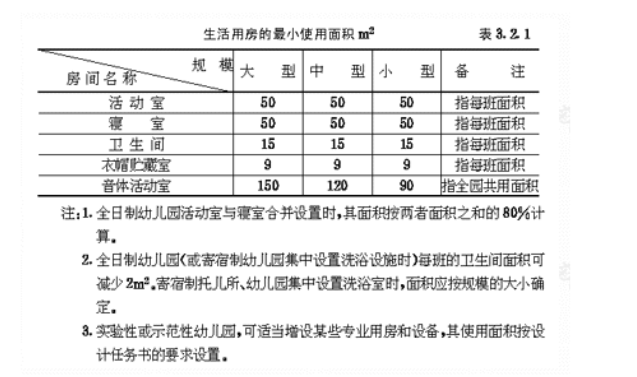 生活用房的最小使用面积 m² 表 3.2.1
房间名称 规模 大型 中型 小型 备注
活动室 50 50 50 指每班面积
寝室 50 50 50 指每班面积
卫生间 15 15 15 指每班面积
衣帽贮藏室 9 9 9 指每班面积
音体活动室 150 120 90 指全园共用面积
注:1. 全日制幼儿园活动室与寝室合并设置时,其面积按两者面积之和的80%计
算。
2. 全日制幼儿园(或寄宿制幼儿园集中设置洗浴设施时)每班的卫生间面积可
减少2m²。寄宿制托儿所、幼儿园集中设置洗浴室时,面积应按规模的大小确
定。
3. 实验性或示范性幼儿园,可适当增设某些专业用房和设备,其使用面积按设
计任务书的要求设置。